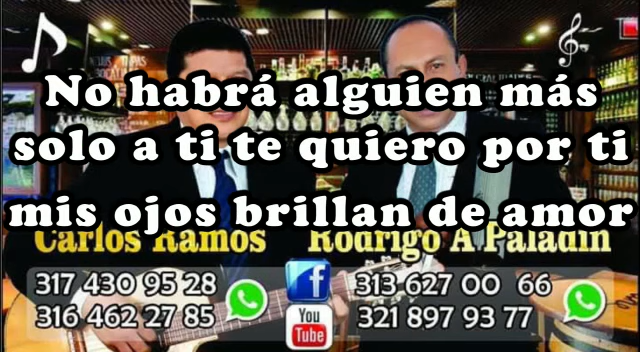 No habrá alguien más
solo a ti te quiero por ti
mis ojos brillan de amor
Carlos Ramos Rodrigo A Paladin
317 430 95 28 313 627 00 66
316 462 27 85 You Tube 321 897 93 77